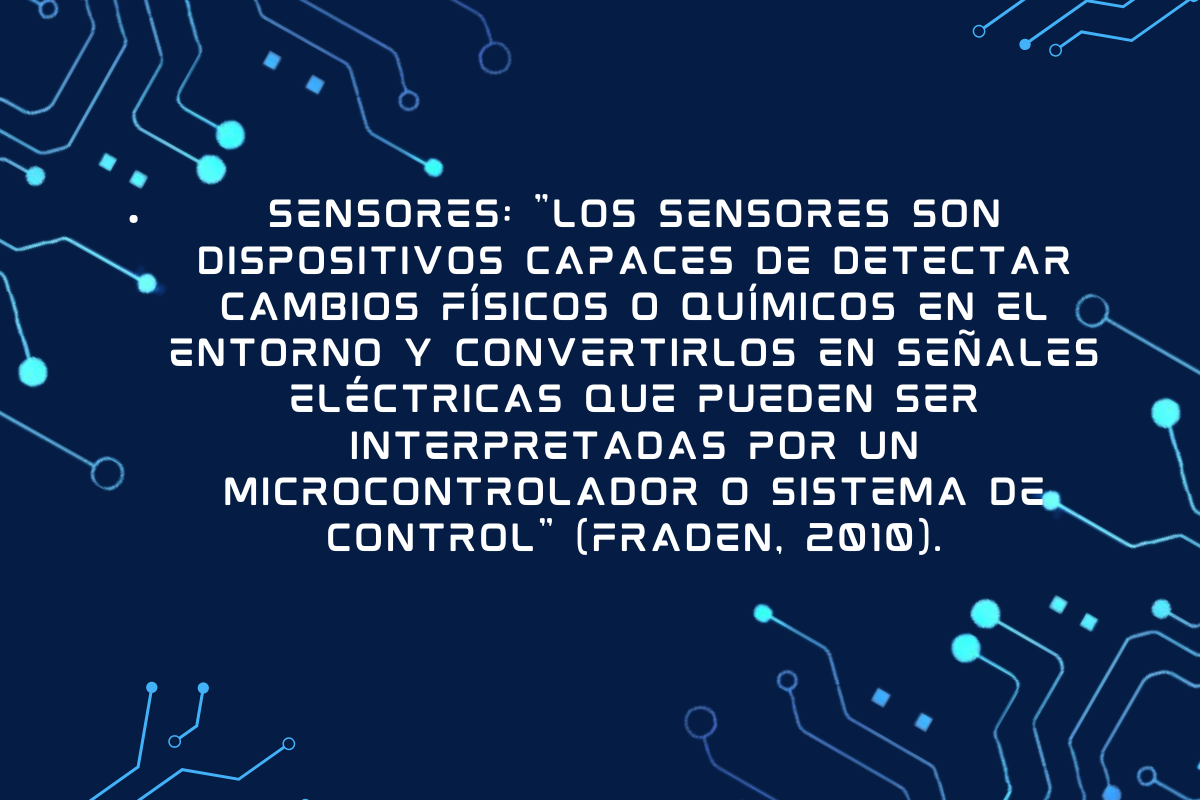 • SENSORES: "LOS SENSORES SON
DISPOSITIVOS CAPACES DE DETECTAR
CAMBIOS FÍSICOS O QUÍMICOS EN EL
ENTORNO Y CONVERTIRLOS EN SEÑALES
ELÉCTRICAS QUE PUEDEN SER
INTERPRETADAS POR UN
MICROCONTROLADOR O SISTEMA DE
CONTROL" (FRADEN, 2010).